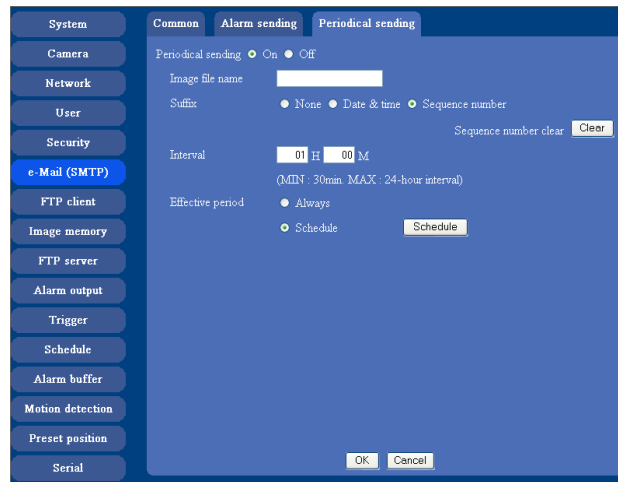 System
Camera
Network
User
Security
e-Mail (SMTP)
FTP client
Image memory
FTP server
Alarm output
Trigger
Schedule
Alarm buffer
Motion detection
Preset position
Serial
Common Alarm sending Periodical sending
Periodical sending On Off
Image file name
Suffix None Date & time Sequence number
Sequence number clear Clear
Interval 01 H 00 M
(MIN : 30min. MAX : 24-hour interval)
Effective period Always
Schedule Schedule
OK Cancel